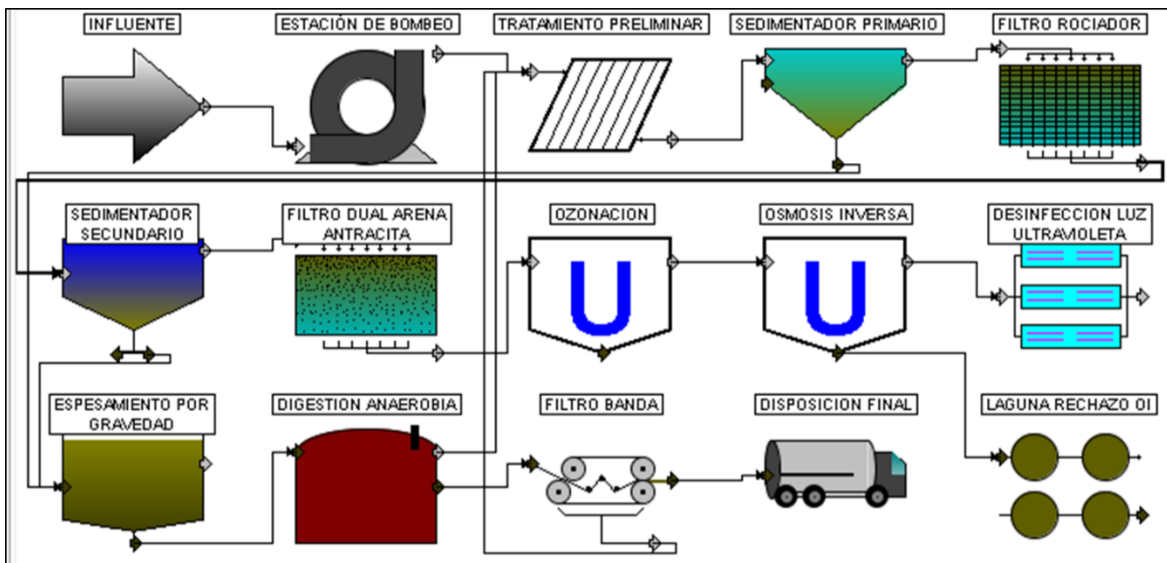 INFLUENTE
ESTACIÓN DE BOMBEO
TRATAMIENTO PRELIMINAR
SEDIMENTADOR PRIMARIO
FILTRO ROCIADOR
SEDIMENTADOR
SECUNDARIO
FILTRO DUAL ARENA
ANTRACITA
OZONACION
OSMOSIS INVERSA
DESINFECCION LUZ
ULTRAVIOLETA
U
U
ESPESAMIENTO POR
GRAVEDAD
DIGESTION ANAEROBIA
FILTRO BANDA
DISPOSICION FINAL
LAGUNA RECHAZO OI